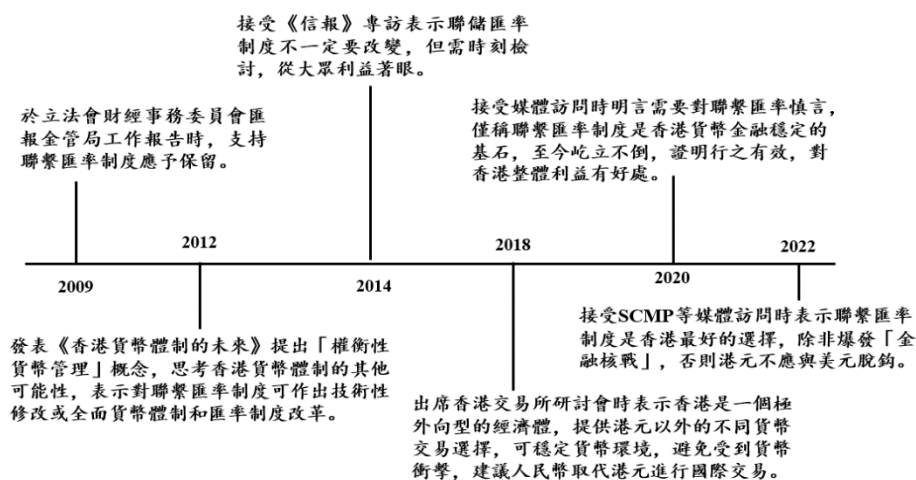 接受《信報》專訪表示聯儲匯率
制度不一定要改變，但需時刻檢
討，從大眾利益著眼。
於立法會財經事務委員會匯
報金管局工作報告時，支持
聯繫匯率制度應予保留。
接受媒體訪問時明言需要對聯繫匯率慎言，
僅稱聯繫匯率制度是香港貨幣金融穩定的
基石，至今屹立不倒，證明行之有效，對
香港整體利益有好處。
2012
2018
2022
2009
2014
2020
發表《香港貨幣體制的未來》提出「權衡性
貨幣管理」概念，思考香港貨幣體制的其他
可能性，表示對聯繫匯率制度可作出技術性
修改或全面貨幣體制和匯率制度改革。
出席香港交易所研討會時表示香港是一個極
外向型的經濟體，提供港元以外的不同貨幣
交易選擇，可穩定貨幣環境，避免受到貨幣
衝擊，建議人民幣取代港元進行國際交易。
接受SCMP等媒體訪問時表示聯繫匯率
制度是香港最好的選擇，除非爆發「金
融核戰」，否則港元不應與美元脫鈎。